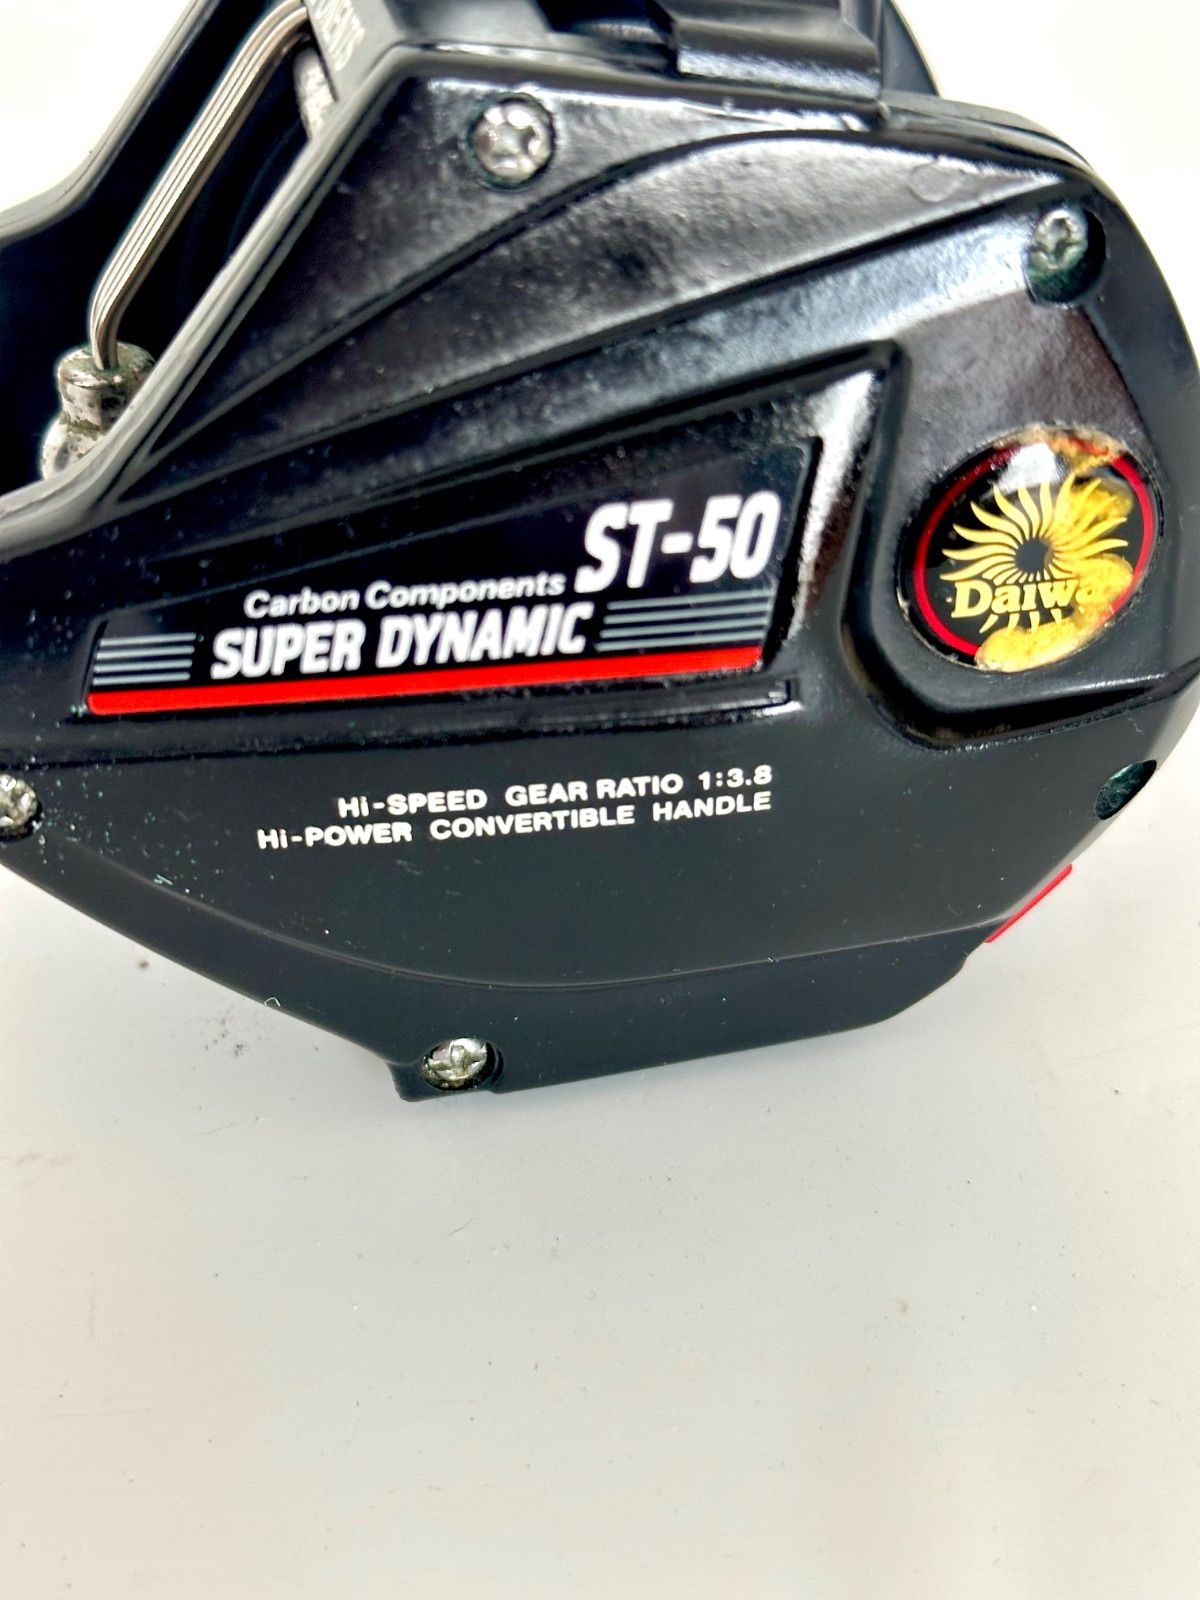 ST-50
Carbon Components
SUPER DYNAMIC
Daiwa
Hi-SPEED GEAR RATIO 1:3.8
Hi-POWER CONVERTIBLE HANDLE